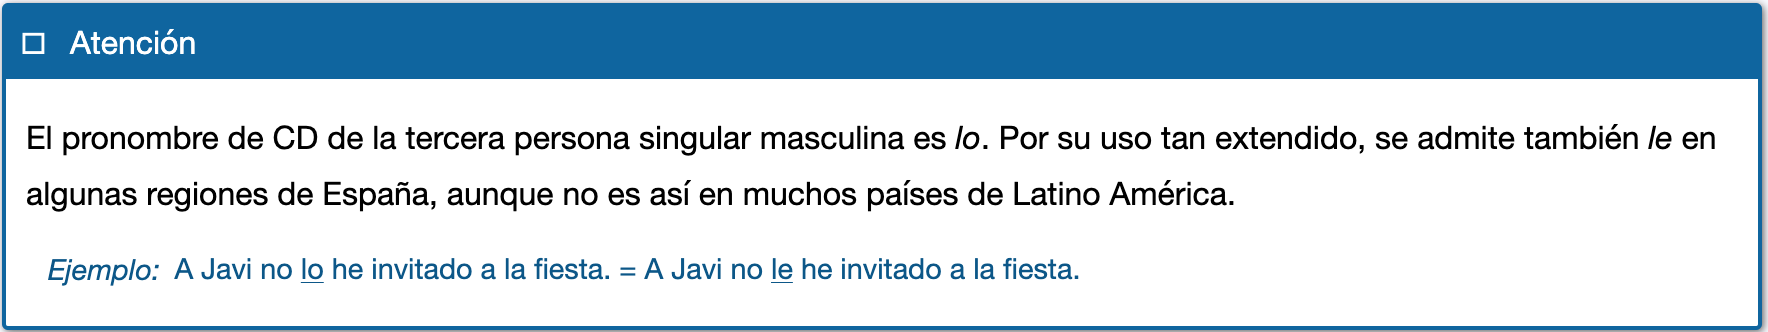 Atención
El pronombre de CD de la tercera persona singular masculina es lo. Por su uso tan extendido, se admite también le en
algunas regiones de España, aunque no es así en muchos países de Latino América.
Ejemplo: A Javi no lo he invitado a la fiesta. = A Javi no le he invitado a la fiesta.